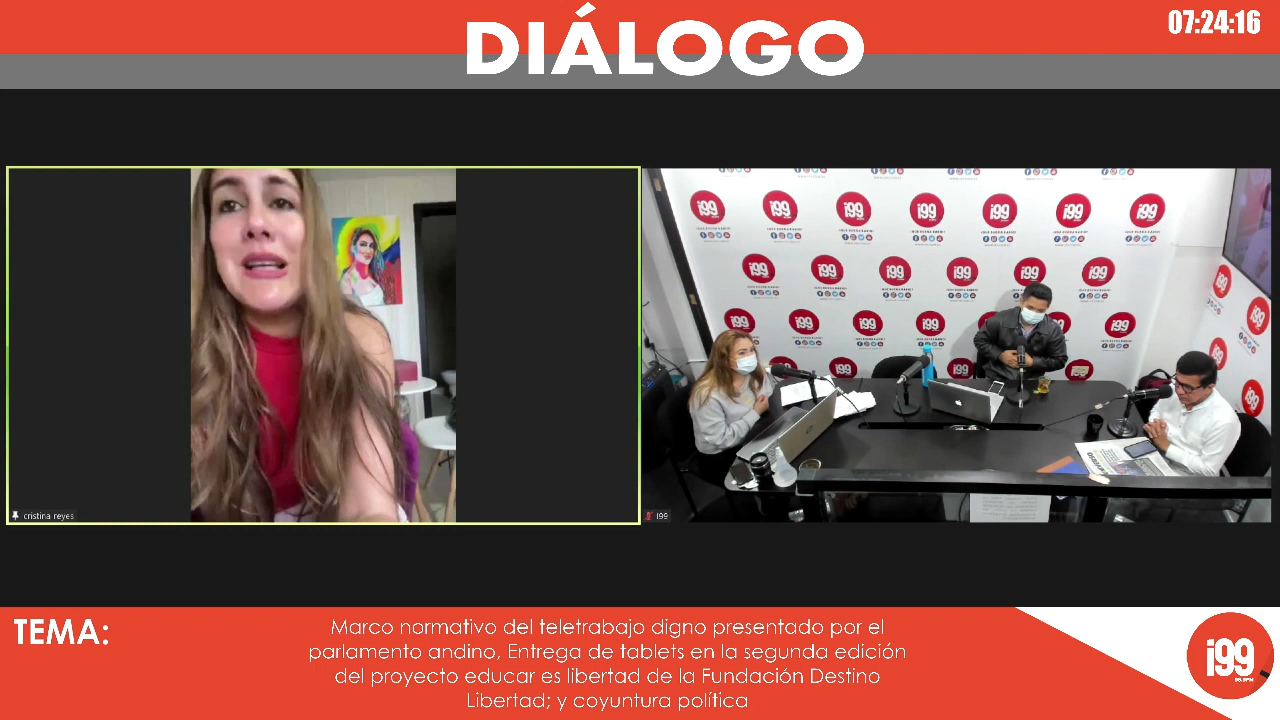 DIÁLOGO
07:24:16
cristina reyes
i99
TEMA:
Marco normativo del teletrabajo digno presentado por el
parlamento andino, Entrega de tablets en la segunda edición
del proyecto educar es libertad de la Fundación Destino
Libertad; y coyuntura política
i99
98.9FM